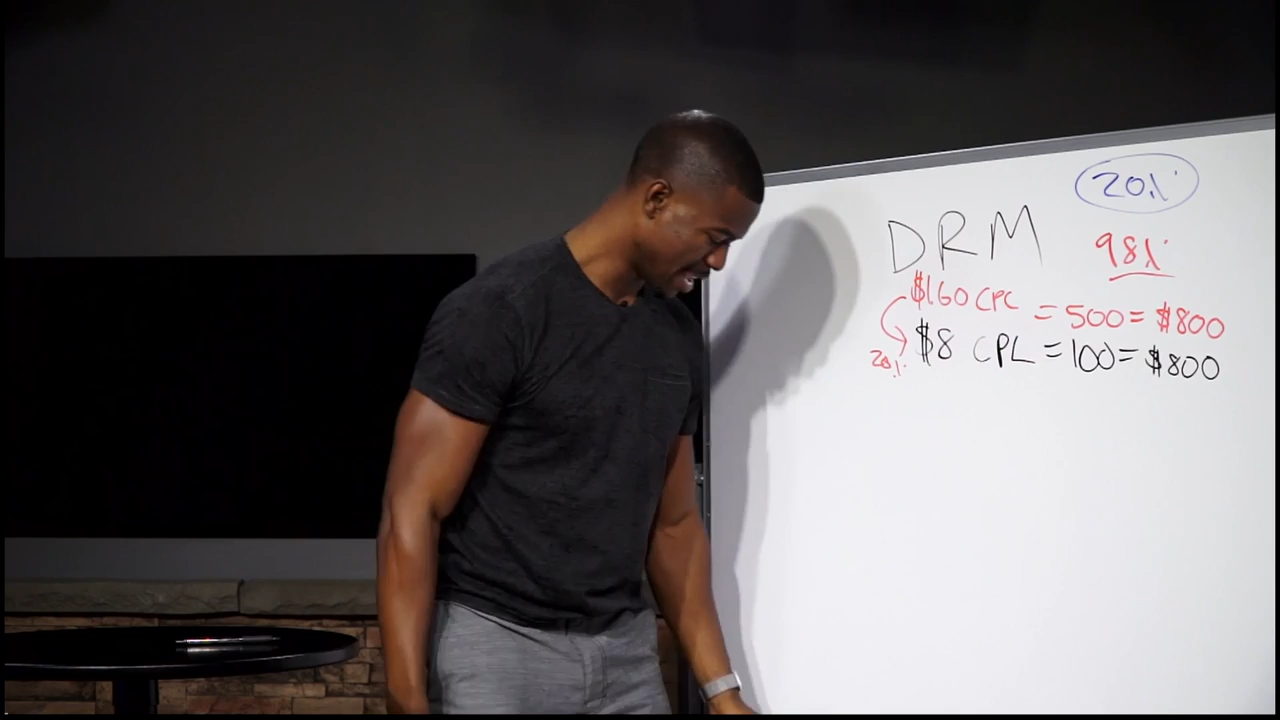 20%
DRM
98%
$1.60 CPC = 500 = $800
20%
$8 CPL = 100 = $800